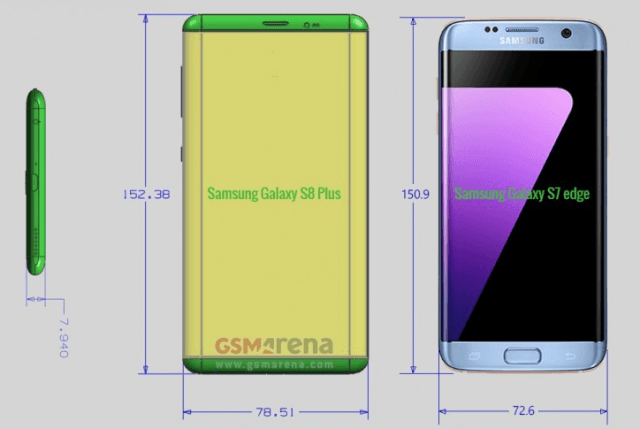 SAMSUNG
152.38
Samsung Galaxy S8 Plus
150.9
Samsung Galaxy S7 edge
7.940
GSMarena
www.gsmarena.com
78.51
72.6